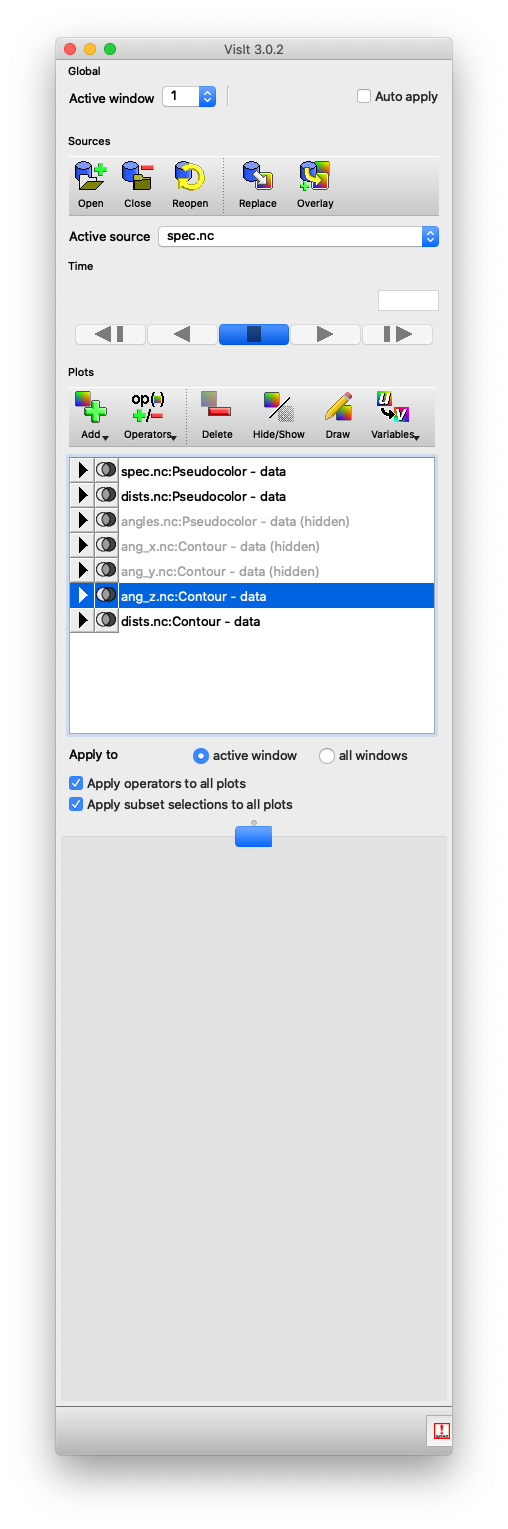 VisIt 3.0.2
Global
Active window 1 Auto apply
Sources
Open Close Reopen Replace Overlay
Active source spec.nc
Time
Plots
op() +/-
Add Operators Delete Hide/Show Draw Variables
spec.nc:Pseudocolor - data
dists.nc:Pseudocolor - data
angles.nc:Pseudocolor - data (hidden)
ang_x.nc:Contour - data (hidden)
ang_y.nc:Contour - data (hidden)
ang_z.nc:Contour - data
dists.nc:Contour - data
Apply to active window all windows
Apply operators to all plots
Apply subset selections to all plots